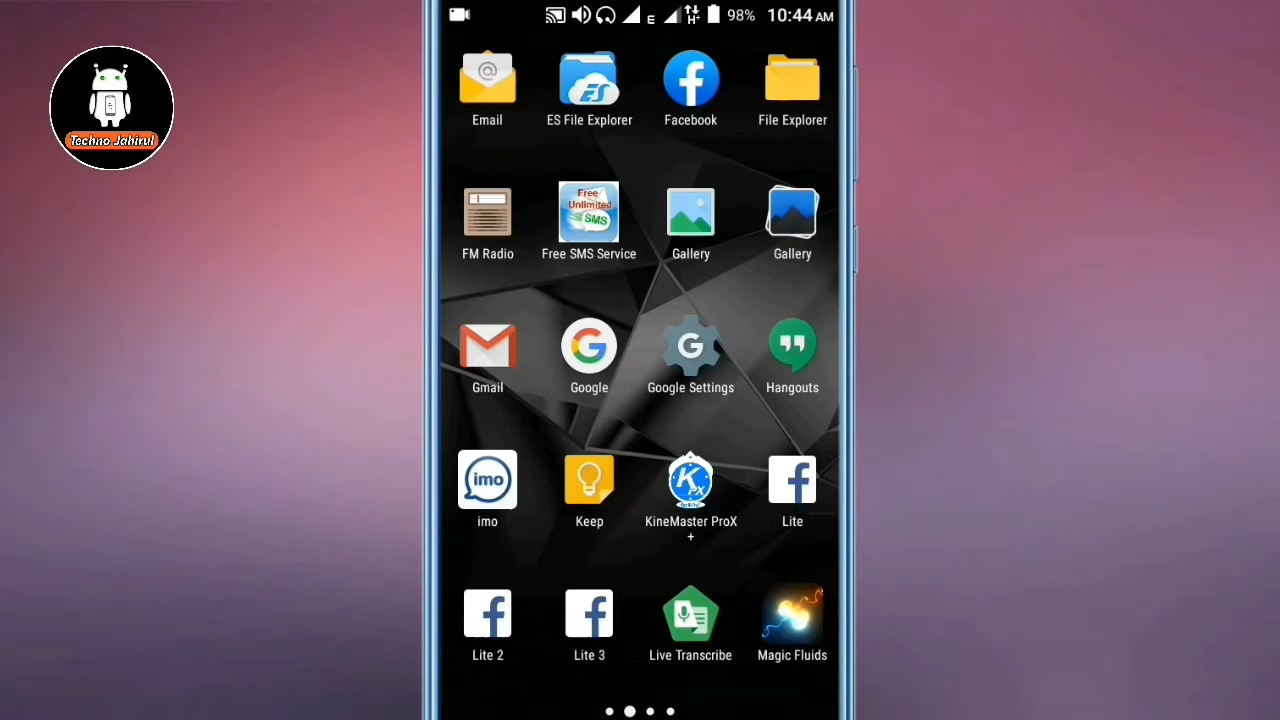 E H+ 98% 10:44 AM
Techno Jahirul
@
ES
Email ES File Explorer Facebook File Explorer
Free
Unlimited
SMS
FM Radio Free SMS Service Gallery Gallery
G
Gmail Google Google Settings Hangouts
imo
K
PX
imo Keep KineMaster ProX Lite
+
Lite 2 Lite 3 Live Transcribe Magic Fluids